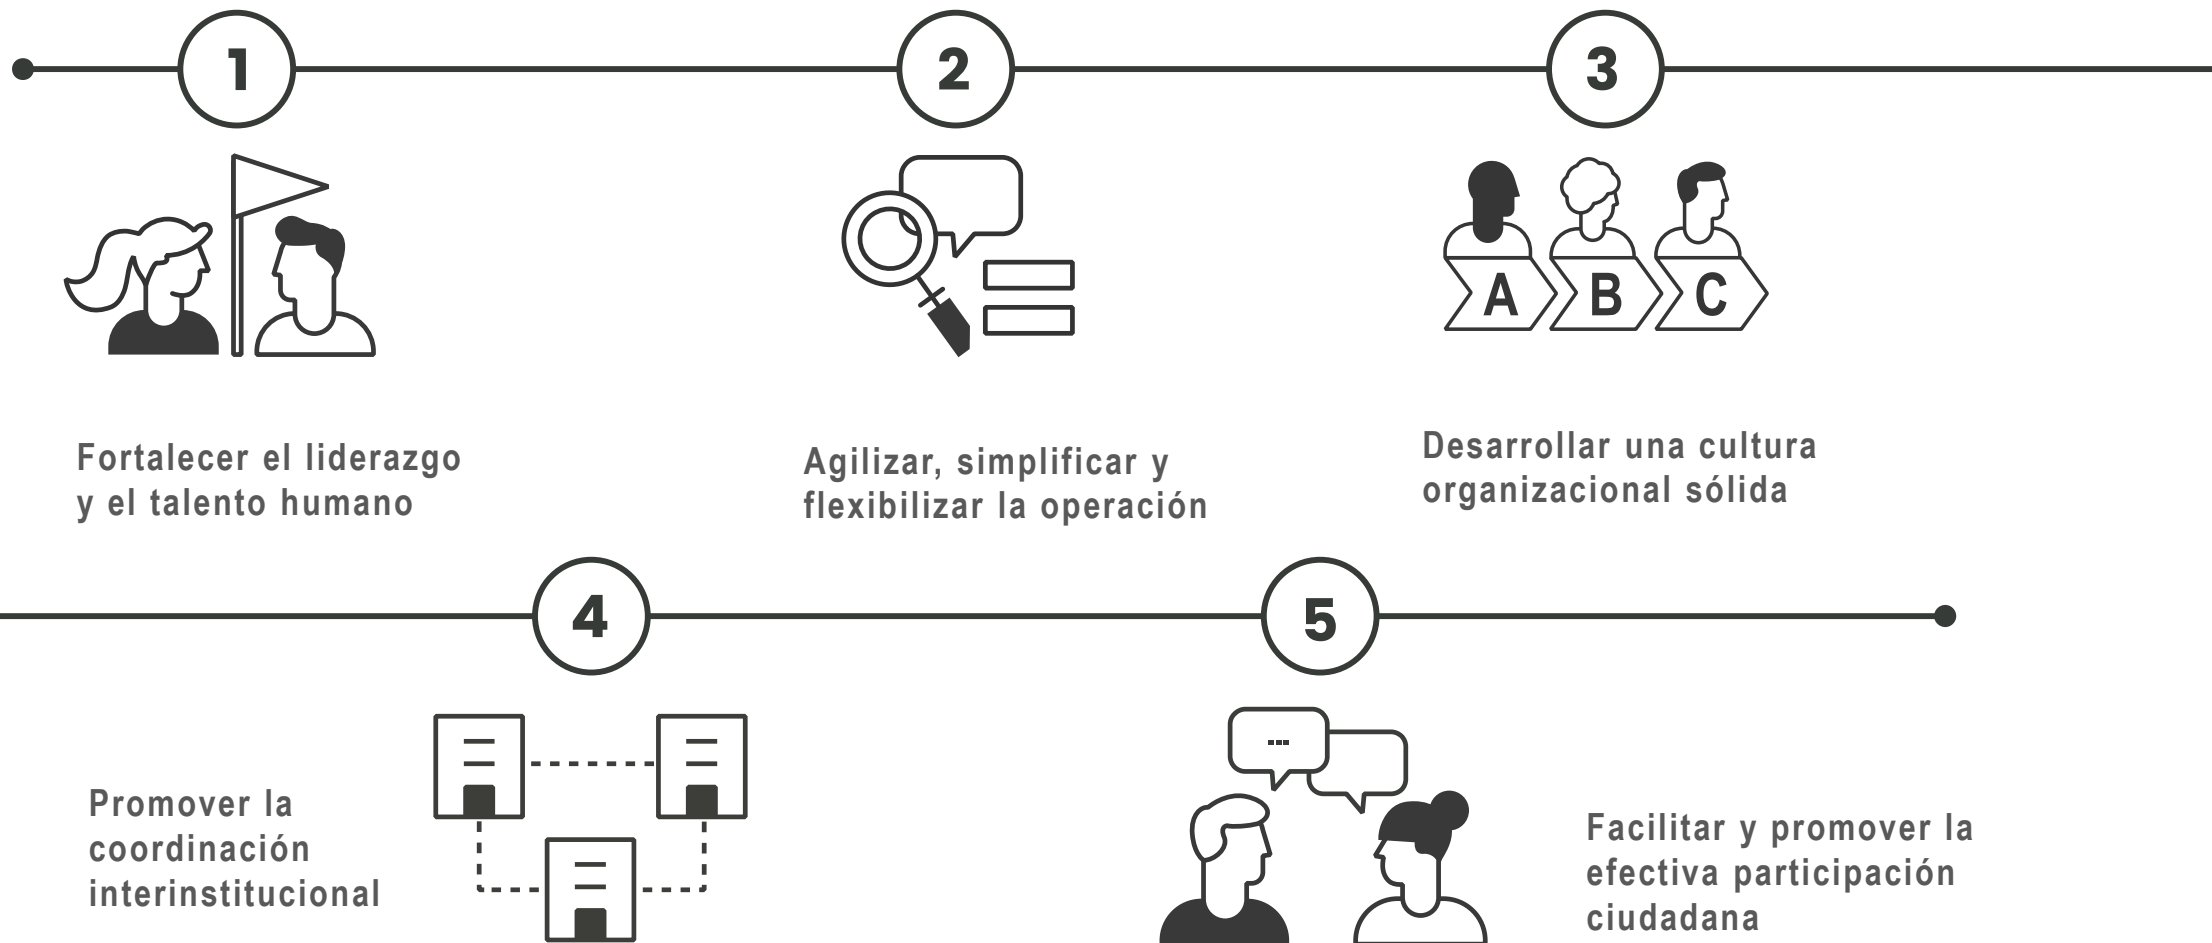 1
Fortalecer el liderazgo
y el talento humano
2
Agilizar, simplificar y
flexibilizar la operación
3
A B C
Desarrollar una cultura
organizacional sólida
4
Promover la
coordinación
interinstitucional
5
...
Facilitar y promover la
efectiva participación
ciudadana